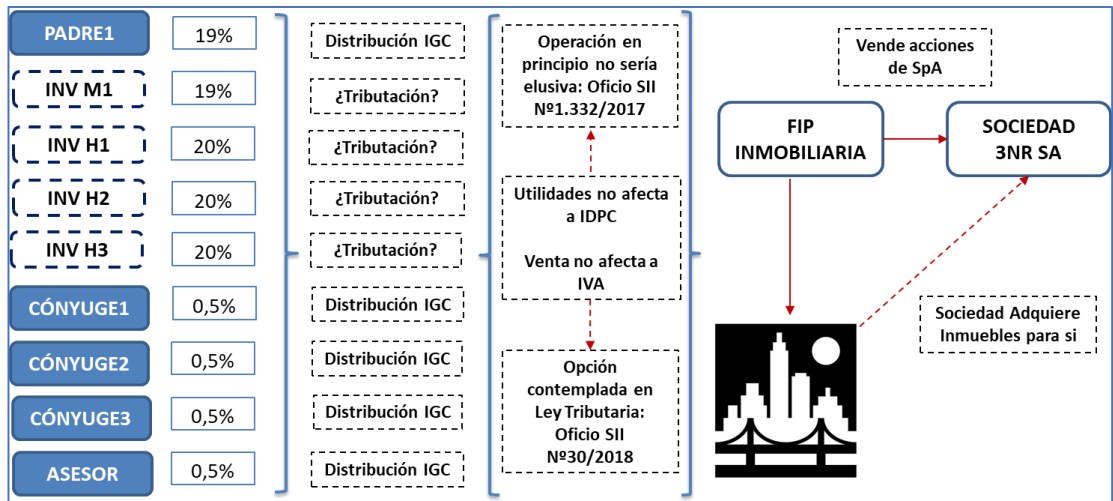 PADRE1
19%
INV M1
19%
INV H1
20%
INV H2
20%
INV H3
20%
CÓNYUGE1
0,5%
CÓNYUGE2
0,5%
CÓNYUGE3
0,5%
ASESOR
0,5%
Distribución IGC
¿Tributación?
¿Tributación?
¿Tributación?
¿Tributación?
Distribución IGC
Distribución IGC
Distribución IGC
Distribución IGC
Operación en
principio no sería
elusiva: Oficio SII
Nº1.332/2017
Utilidades no afecta
a IDPC
Venta no afecta a
IVA
Opción
contemplada en
Ley Tributaria:
Oficio SII
Nº30/2018
Vende acciones
de SpA
FIP
INMOBILIARIA
SOCIEDAD
3NR SA
Sociedad Adquiere
Inmuebles para si